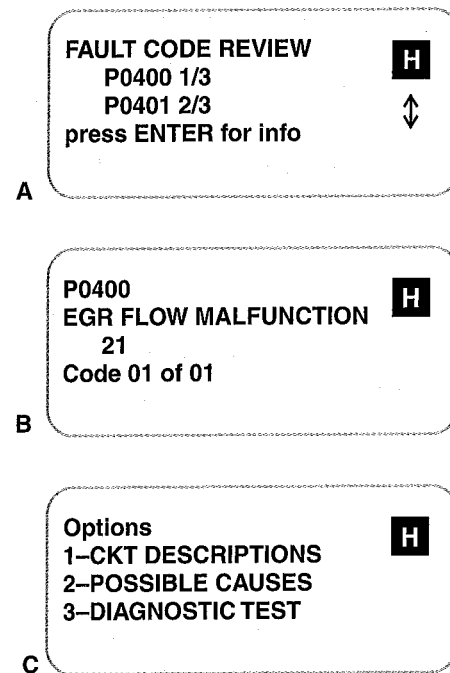 FAULT CODE REVIEW
P0400 1/3
P0401 2/3
press ENTER for info
H
A
P0400
EGR FLOW MALFUNCTION
21
Code 01 of 01
H
B
Options
1–CKT DESCRIPTIONS
2–POSSIBLE CAUSES
3–DIAGNOSTIC TEST
H
C